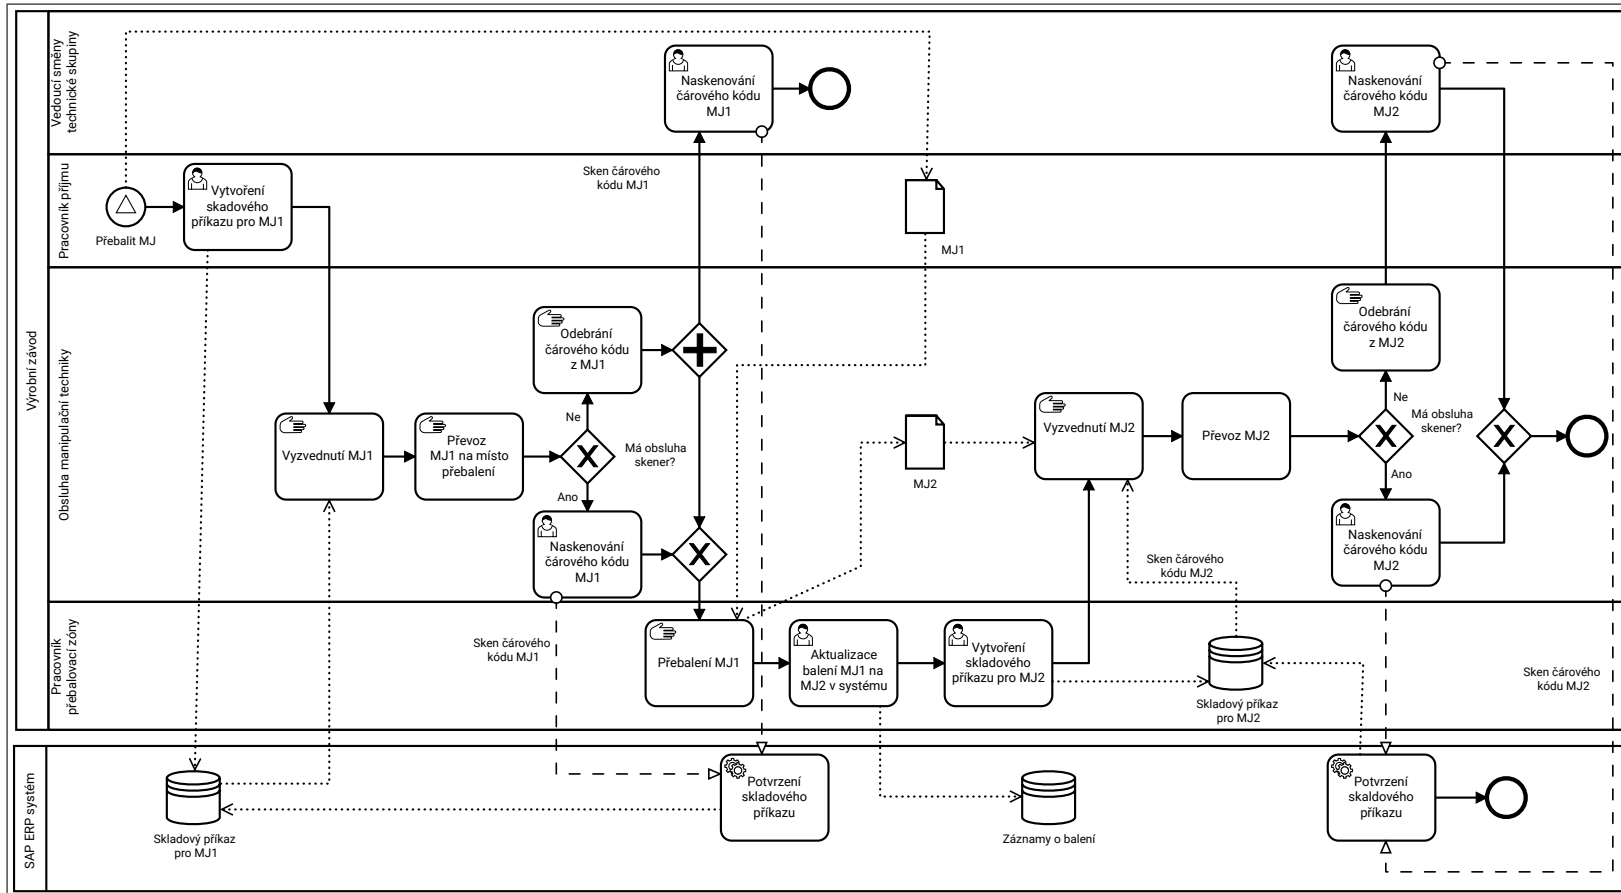 Výrobní závod
Vedoucí směny
technické skupiny
Naskenování
čárového kódu
MJ1
Naskenování
čárového kódu
MJ2
Pracovník příjmu
Přebalit MJ
Vytvoření
skadového
příkazu pro MJ1
Sken čárového
kódu MJ1
MJ1
Obsluha manipulační techniky
Vyzvednutí MJ1
Převoz
MJ1 na místo
přebalení
Odebrání
čárového kódu
z MJ1
Ne
Má obsluha
skener?
Ano
Naskenování
čárového kódu
MJ1
MJ2
Vyzvednutí MJ2
Převoz MJ2
Odebrání
čárového kódu
z MJ2
Ne
Má obsluha
skener?
Ano
Naskenování
čárového kódu
MJ2
Sken čárového
kódu MJ2
Pracovník
přebalovací zóny
Sken čárového
kódu MJ1
Přebalení MJ1
Aktualizace
balení MJ1 na
MJ2 v systému
Vytvoření
skladového
příkazu pro MJ2
Skladový příkaz
pro MJ2
Sken čárového
kódu MJ2
SAP ERP systém
Skladový příkaz
pro MJ1
Potvrzení
skladového
příkazu
Záznamy o balení
Potvrzení
skaldového
příkazu